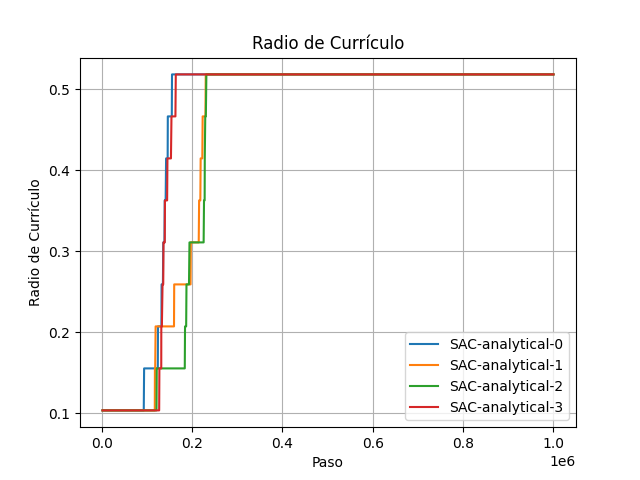 Radio de Currículo
Radio de Currículo
0.5
0.4
0.3
0.2
0.1
SAC-analytical-0
SAC-analytical-1
SAC-analytical-2
SAC-analytical-3
0.0 0.2 0.4 0.6 0.8 1.0
1e6
Paso